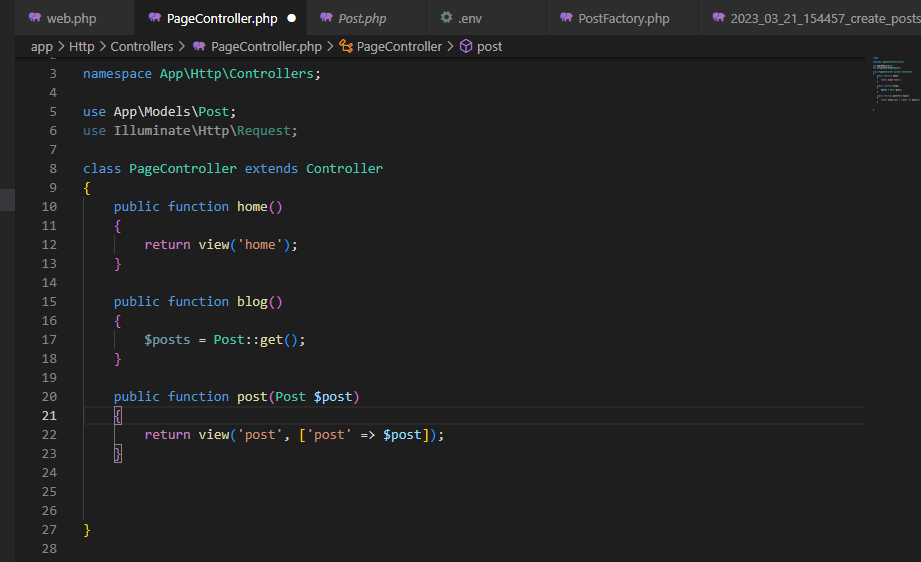 web.php PageController.php Post.php .env PostFactory.php 2023_03_21_154457_create_posts
app > Http > Controllers > PageController.php > PageController > post
3 namespace App\Http\Controllers;
4
5 use App\Models\Post;
6 use Illuminate\Http\Request;
7
8 class PageController extends Controller
9 {
10 public function home()
11 {
12 return view('home');
13 }
14
15 public function blog()
16 {
17 $posts = Post::get();
18 }
19
20 public function post(Post $post)
21 {
22 return view('post', ['post' => $post]);
23 }
24
25
26
27 }
28